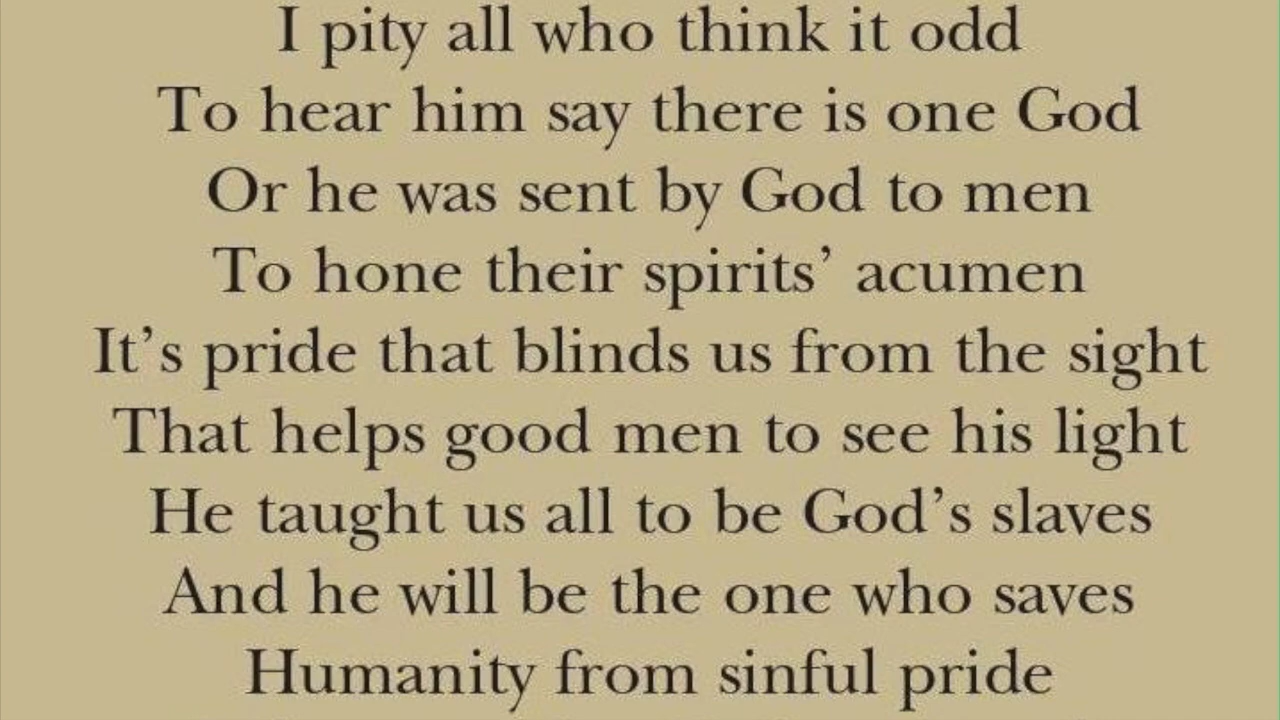 I pity all who think it odd
To hear him say there is one God
Or he was sent by God to men
To hone their spirits’ acumen
It’s pride that blinds us from the sight
That helps good men to see his light
He taught us all to be God’s slaves
And he will be the one who saves
Humanity from sinful pride